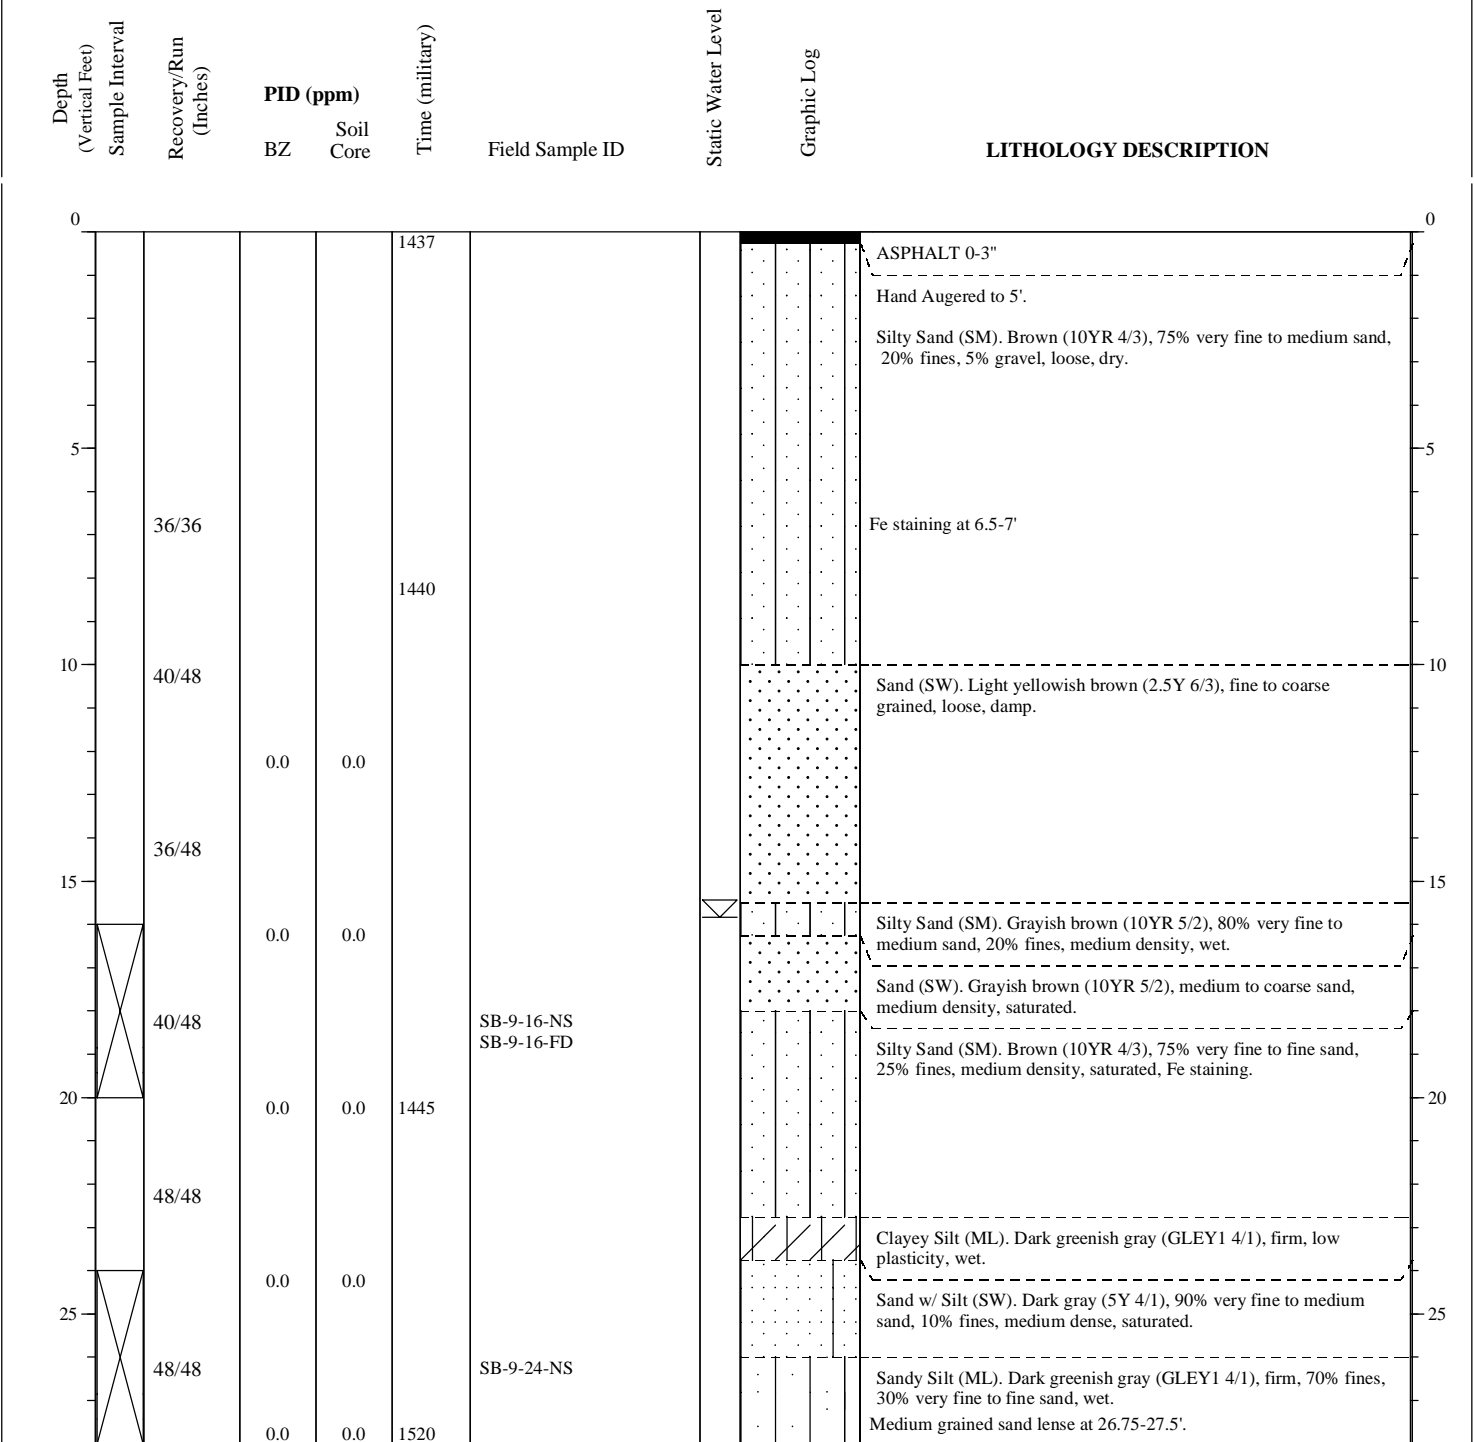 Depth
(Vertical Feet)
Sample Interval
Recovery/Run
(Inches)
PID (ppm)
BZ
Soil
Core
Time (military)
Field Sample ID
Static Water Level
Graphic Log
LITHOLOGY DESCRIPTION
0
0
1437
ASPHALT 0-3"
Hand Augered to 5'.
Silty Sand (SM). Brown (10YR 4/3), 75% very fine to medium sand,
20% fines, 5% gravel, loose, dry.
5
5
36/36
Fe staining at 6.5-7'
1440
10
10
40/48
Sand (SW). Light yellowish brown (2.5Y 6/3), fine to coarse
grained, loose, damp.
0.0
0.0
36/48
15
15
Silty Sand (SM). Grayish brown (10YR 5/2), 80% very fine to
medium sand, 20% fines, medium density, wet.
0.0
0.0
Sand (SW). Grayish brown (10YR 5/2), medium to coarse sand,
medium density, saturated.
40/48
SB-9-16-NS
SB-9-16-FD
Silty Sand (SM). Brown (10YR 4/3), 75% very fine to fine sand,
25% fines, medium density, saturated, Fe staining.
20
20
0.0
0.0
1445
48/48
Clayey Silt (ML). Dark greenish gray (GLEY1 4/1), firm, low
plasticity, wet.
0.0
0.0
Sand w/ Silt (SW). Dark gray (5Y 4/1), 90% very fine to medium
sand, 10% fines, medium dense, saturated.
25
25
48/48
SB-9-24-NS
Sandy Silt (ML). Dark greenish gray (GLEY1 4/1), firm, 70% fines,
30% very fine to fine sand, wet.
Medium grained sand lense at 26.75-27.5'.
0.0
0.0
1520